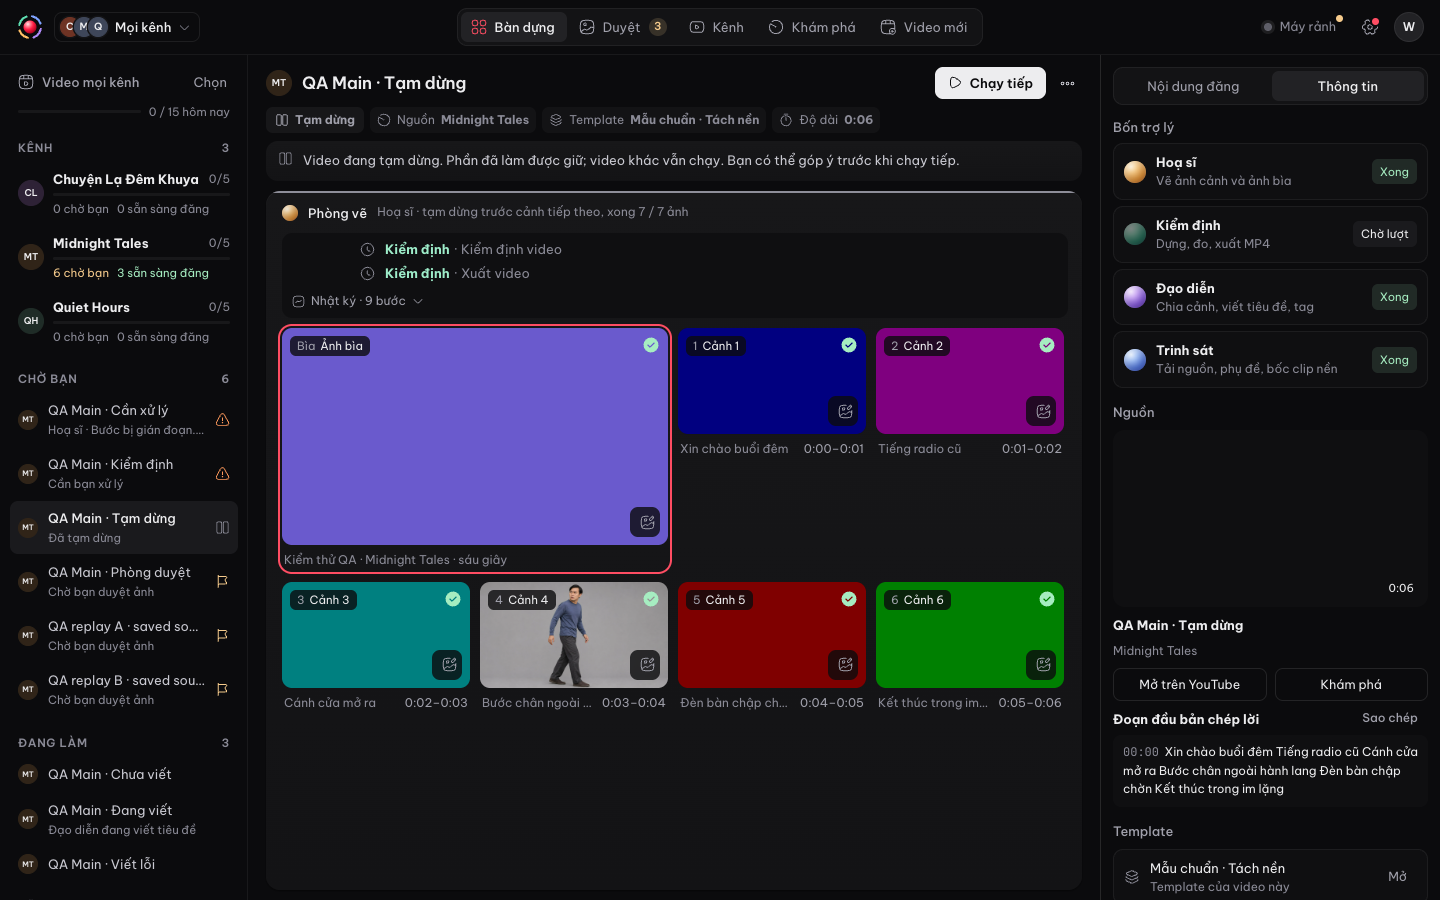 C M Q Mọi kênh
Bàn dựng
Duyệt 3
Kênh
Khám phá
Video mới
Máy rảnh
W
Video mọi kênh Chọn
0 / 15 hôm nay
KÊNH 3
CL Chuyện Lạ Đêm Khuya 0/5
0 chờ bạn 0 sẵn sàng đăng
MT Midnight Tales 0/5
6 chờ bạn 3 sẵn sàng đăng
QH Quiet Hours 0/5
0 chờ bạn 0 sẵn sàng đăng
CHỜ BẠN 6
MT QA Main · Cần xử lý
Hoạ sĩ · Bước bị gián đoạn....
MT QA Main · Kiểm định
Cần bạn xử lý
MT QA Main · Tạm dừng
Đã tạm dừng
MT QA Main · Phòng duyệt
Chờ bạn duyệt ảnh
MT QA replay A · saved so...
Chờ bạn duyệt ảnh
MT QA replay B · saved sou...
Chờ bạn duyệt ảnh
ĐANG LÀM 3
MT QA Main · Chưa viết
MT QA Main · Đang viết
Đạo diễn đang viết tiêu đề
MT QA Main · Viết lỗi
MT QA Main · Tạm dừng
Chạy tiếp
Tạm dừng
Nguồn Midnight Tales
Template Mẫu chuẩn · Tách nền
Độ dài 0:06
Video đang tạm dừng. Phần đã làm được giữ; video khác vẫn chạy. Bạn có thể góp ý trước khi chạy tiếp.
Phòng vẽ Hoạ sĩ · tạm dừng trước cảnh tiếp theo, xong 7 / 7 ảnh
Kiểm định · Kiểm định video
Kiểm định · Xuất video
Nhật ký · 9 bước
Bìa Ảnh bìa
Kiểm thử QA · Midnight Tales · sáu giây
1 Cảnh 1
Xin chào buổi đêm 0:00–0:01
2 Cảnh 2
Tiếng radio cũ 0:01–0:02
3 Cảnh 3
Cánh cửa mở ra 0:02–0:03
4 Cảnh 4
Bước chân ngoài ... 0:03–0:04
5 Cảnh 5
Đèn bàn chập ch... 0:04–0:05
6 Cảnh 6
Kết thúc trong im... 0:05–0:06
Nội dung đăng Thông tin
Bốn trợ lý
Hoạ sĩ
Vẽ ảnh cảnh và ảnh bìa
Xong
Kiểm định
Dựng, đo, xuất MP4
Chờ lượt
Đạo diễn
Chia cảnh, viết tiêu đề, tag
Xong
Trinh sát
Tải nguồn, phụ đề, bốc clip nền
Xong
Nguồn
0:06
QA Main · Tạm dừng
Midnight Tales
Mở trên YouTube
Khám phá
Đoạn đầu bản chép lời Sao chép
00:00 Xin chào buổi đêm Tiếng radio cũ Cánh cửa
mở ra Bước chân ngoài hành lang Đèn bàn chập
chờn Kết thúc trong im lặng
Template
Mẫu chuẩn · Tách nền
Template của video này
Mở